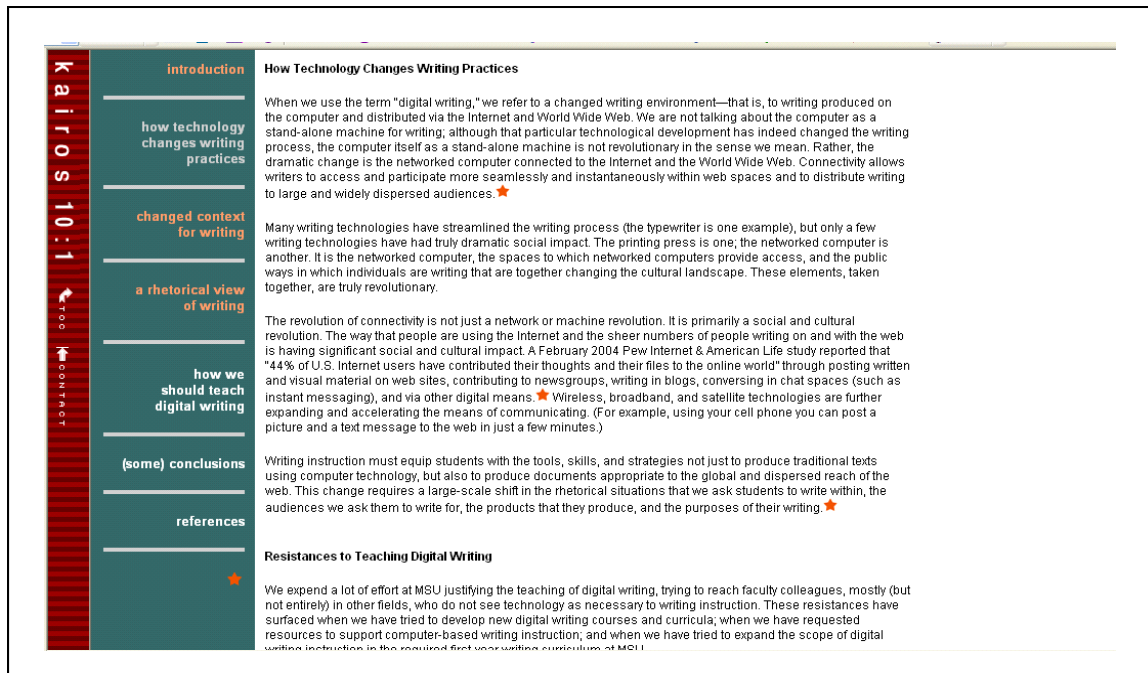 kairos 10:1
TOC
CONTACT
introduction
how technology
changes writing
practices
changed context
for writing
a rhetorical view
of writing
how we
should teach
digital writing
(some) conclusions
references
How Technology Changes Writing Practices
When we use the term "digital writing," we refer to a changed writing environment—that is, to writing produced on
the computer and distributed via the Internet and World Wide Web. We are not talking about the computer as a
stand-alone machine for writing; although that particular technological development has indeed changed the writing
process, the computer itself as a stand-alone machine is not revolutionary in the sense we mean. Rather, the
dramatic change is the networked computer connected to the Internet and the World Wide Web. Connectivity allows
writers to access and participate more seamlessly and instantaneously within web spaces and to distribute writing
to large and widely dispersed audiences.
Many writing technologies have streamlined the writing process (the typewriter is one example), but only a few
writing technologies have had truly dramatic social impact. The printing press is one; the networked computer is
another. It is the networked computer, the spaces to which networked computers provide access, and the public
ways in which individuals are writing that are together changing the cultural landscape. These elements, taken
together, are truly revolutionary.
The revolution of connectivity is not just a network or machine revolution. It is primarily a social and cultural
revolution. The way that people are using the Internet and the sheer numbers of people writing on and with the web
is having significant social and cultural impact. A February 2004 Pew Internet & American Life study reported that
"44% of U.S. Internet users have contributed their thoughts and their files to the online world" through posting written
and visual material on web sites, contributing to newsgroups, writing in blogs, conversing in chat spaces (such as
instant messaging), and via other digital means. Wireless, broadband, and satellite technologies are further
expanding and accelerating the means of communicating. (For example, using your cell phone you can post a
picture and a text message to the web in just a few minutes.)
Writing instruction must equip students with the tools, skills, and strategies not just to produce traditional texts
using computer technology, but also to produce documents appropriate to the global and dispersed reach of the
web. This change requires a large-scale shift in the rhetorical situations that we ask students to write within, the
audiences we ask them to write for, the products that they produce, and the purposes of their writing.
Resistances to Teaching Digital Writing
We expend a lot of effort at MSU justifying the teaching of digital writing, trying to reach faculty colleagues, mostly (but
not entirely) in other fields, who do not see technology as necessary to writing instruction. These resistances have
surfaced when we have tried to develop new digital writing courses and curricula; when we have requested
resources to support computer-based writing instruction; and when we have tried to expand the scope of digital
writing instruction in the required first year writing curriculum at MSU